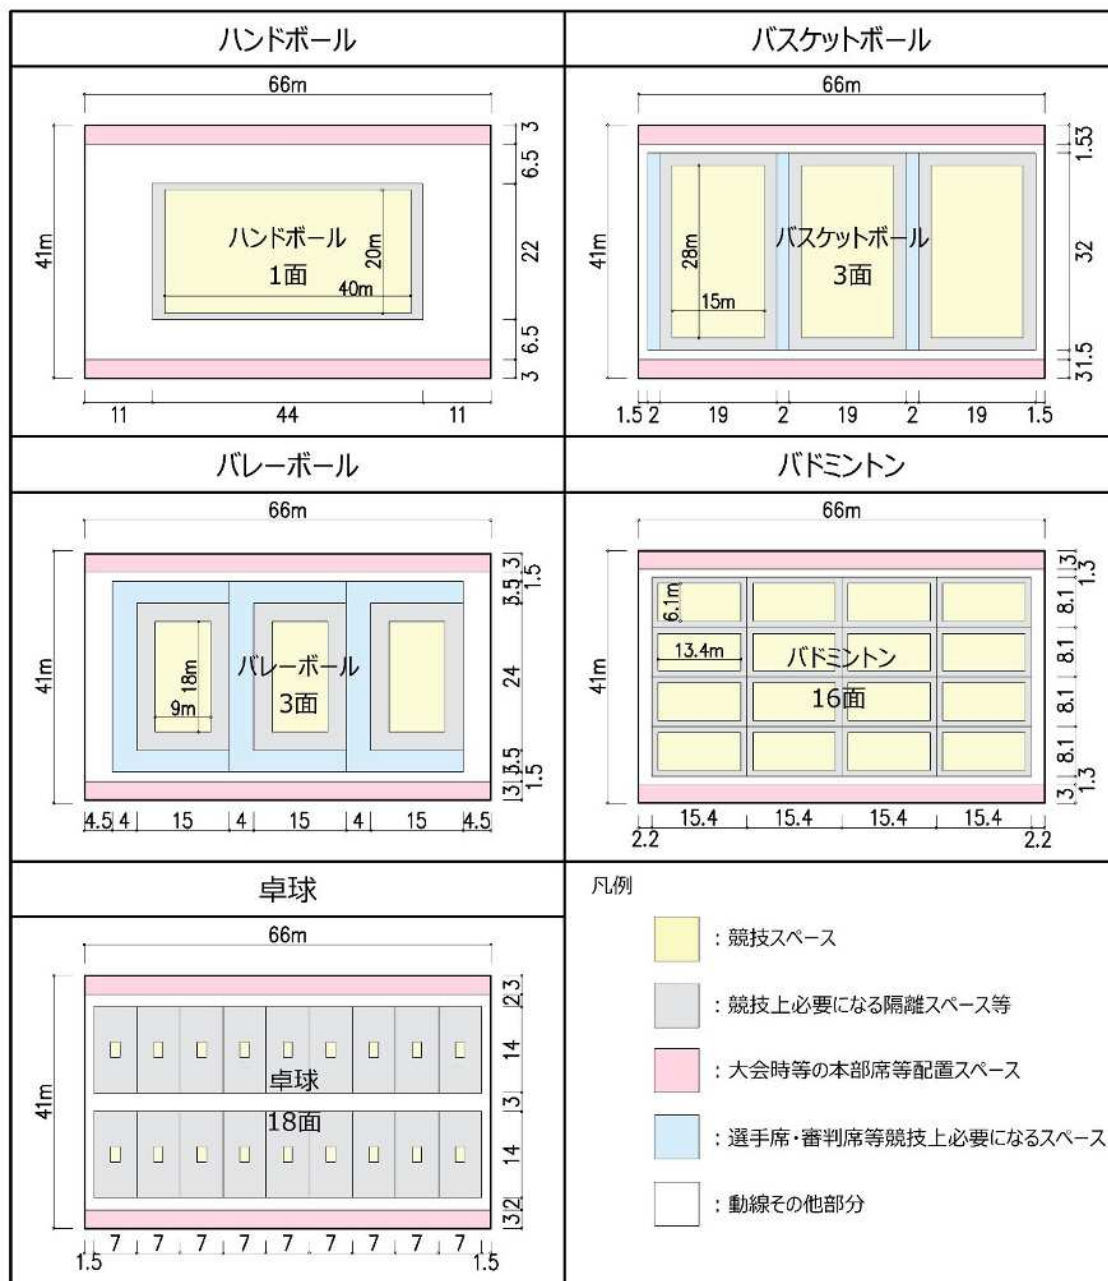 ハンドボール
66m
41m
3
6.5
22
6.5
3
ハンドボール
1面
20m
40m
11
44
11
バスケットボール
66m
41m
1.53
32
31.5
28m
15m
バスケットボール
3面
1.5 2 19 2 19 2 19 1.5
バレーボール
66m
41m
3
1.5
3.5
24
3.5
1.5
3
18m
9m
バレーボール
3面
4.5 4 15 4 15 4 15 4.5
バドミントン
66m
41m
3
1.3
8.1
8.1
8.1
8.1
1.3
3
6.1m
13.4m
バドミントン
16面
15.4 15.4 15.4 15.4
2.2 2.2
卓球
66m
41m
3
2
14
3
14
2
3
卓球
18面
7 7 7 7 7 7 7 7 7
1.5 1.5
凡例
：競技スペース
：競技上必要になる隔離スペース等
：大会時等の本部席等配置スペース
：選手席・審判席等競技上必要になるスペース
：動線その他部分